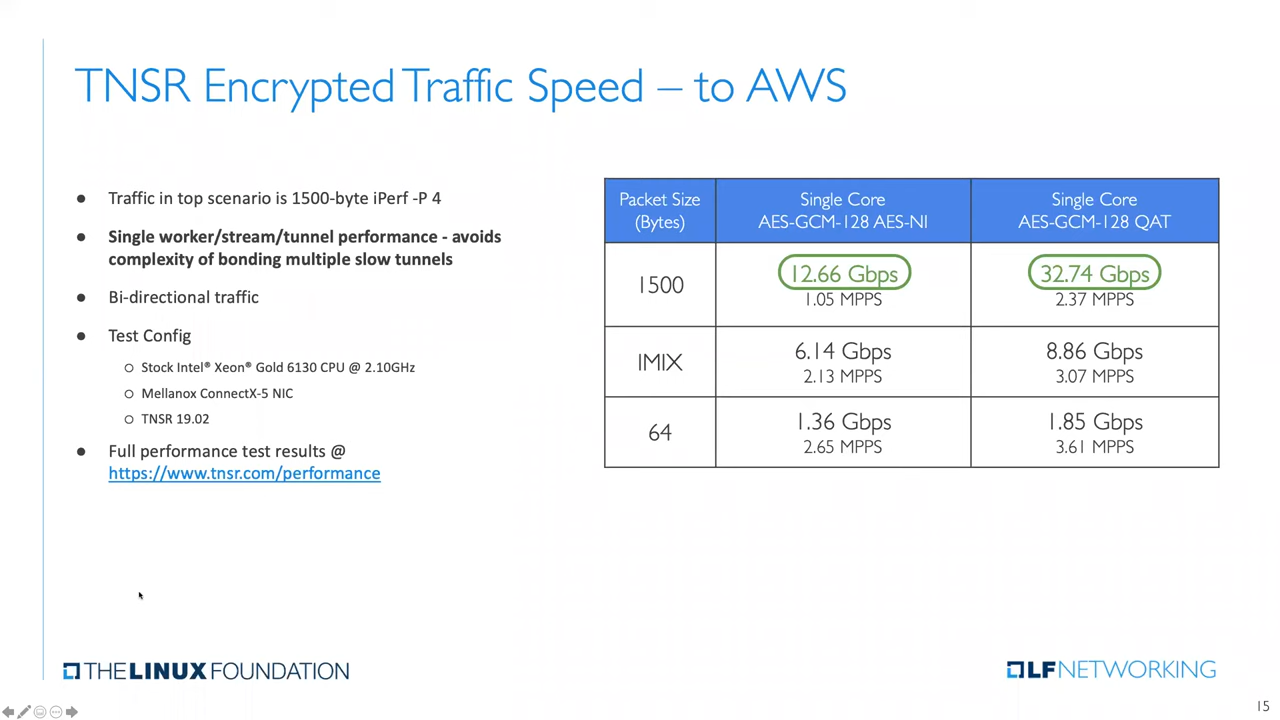 TNSR Encrypted Traffic Speed – to AWS
● Traffic in top scenario is 1500-byte iPerf -P 4
● Single worker/stream/tunnel performance - avoids
complexity of bonding multiple slow tunnels
● Bi-directional traffic
● Test Config
○ Stock Intel® Xeon® Gold 6130 CPU @ 2.10GHz
○ Mellanox ConnectX-5 NIC
○ TNSR 19.02
● Full performance test results @
https://www.tnsr.com/performance
Packet Size
(Bytes)
Single Core
AES-GCM-128 AES-NI
Single Core
AES-GCM-128 QAT
1500
12.66 Gbps
1.05 MPPS
32.74 Gbps
2.37 MPPS
IMIX
6.14 Gbps
2.13 MPPS
8.86 Gbps
3.07 MPPS
64
1.36 Gbps
2.65 MPPS
1.85 Gbps
3.61 MPPS
THE LINUX FOUNDATION
LFNETWORKING
15